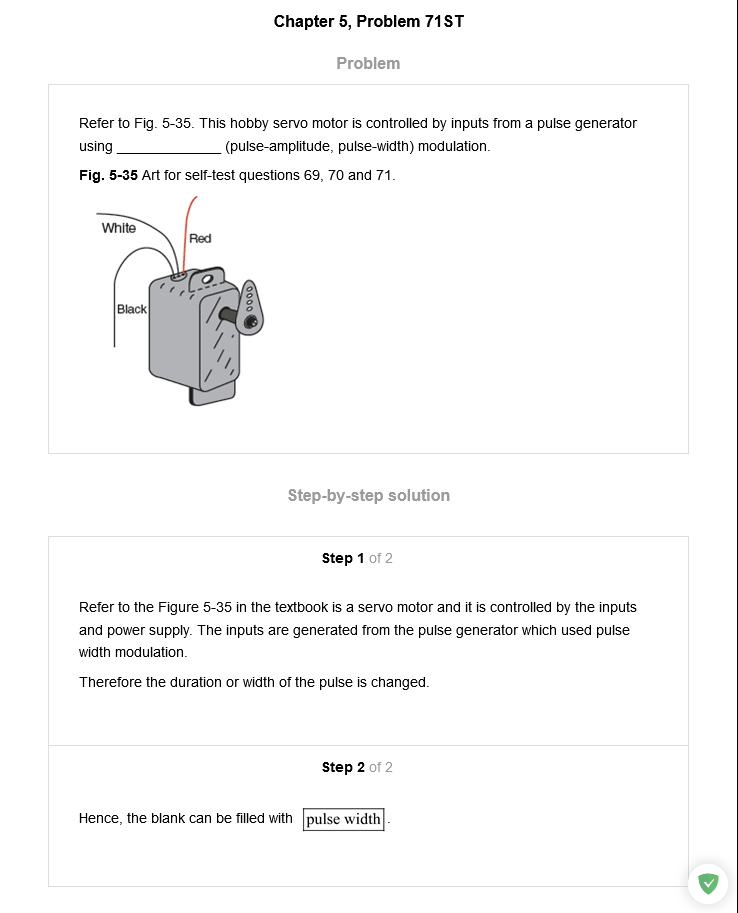 Chapter 5, Problem 71ST
Problem
Refer to Fig. 5-35. This hobby servo motor is controlled by inputs from a pulse generator
using _____________ (pulse-amplitude, pulse-width) modulation.
Fig. 5-35 Art for self-test questions 69, 70 and 71.
White
Red
Black
Step-by-step solution
Step 1 of 2
Refer to the Figure 5-35 in the textbook is a servo motor and it is controlled by the inputs
and power supply. The inputs are generated from the pulse generator which used pulse
width modulation.
Therefore the duration or width of the pulse is changed.
Step 2 of 2
Hence, the blank can be filled with pulse width.